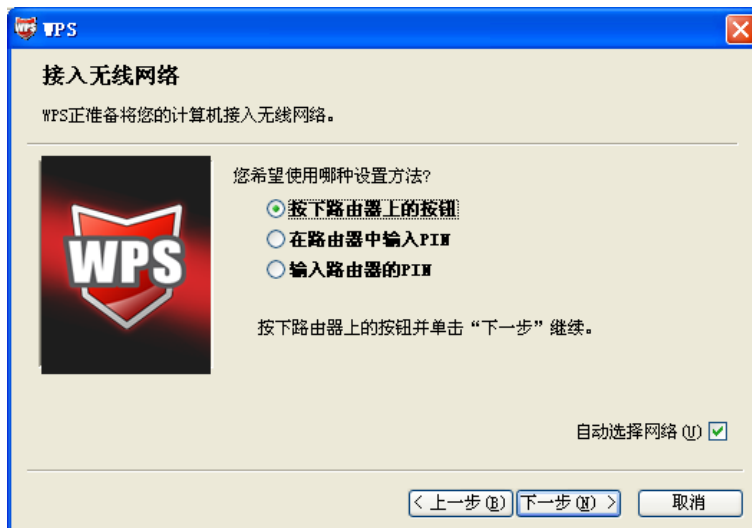 WPS
接入无线网络
WPS正准备将您的计算机接入无线网络。
您希望使用哪种设置方法?
WPS
按下路由器上的按钮
在路由器中输入PIN
输入路由器的PIN
按下路由器上的按钮并单击“下一步”继续。
自动选择网络(U)
< 上一步(B)
下一步(N) >
取消